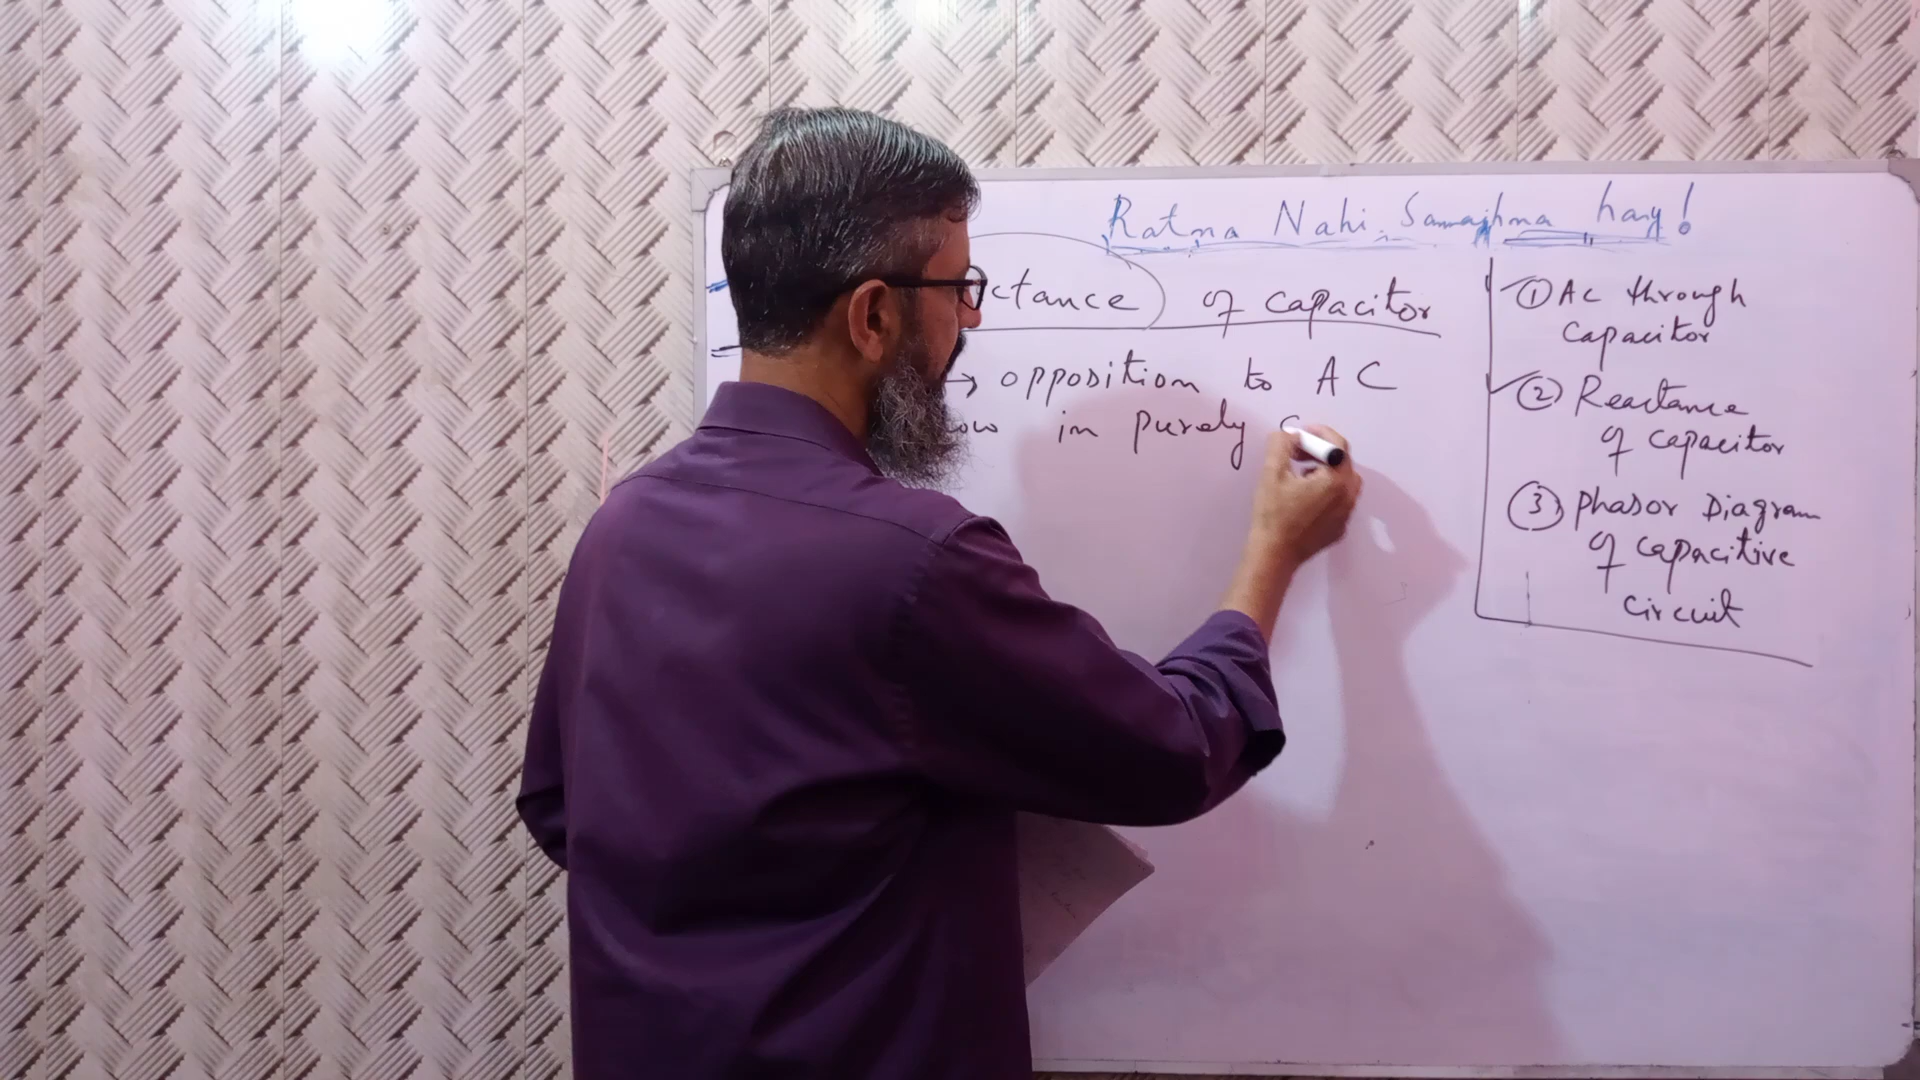 Ratna Nahi Samajhna hay!
ctance of capacitor
→ opposition to AC
ow in purely C
① AC through
capacitor
② Reactance
of capacitor
③ Phasor Diagram
of capacitive
circuit